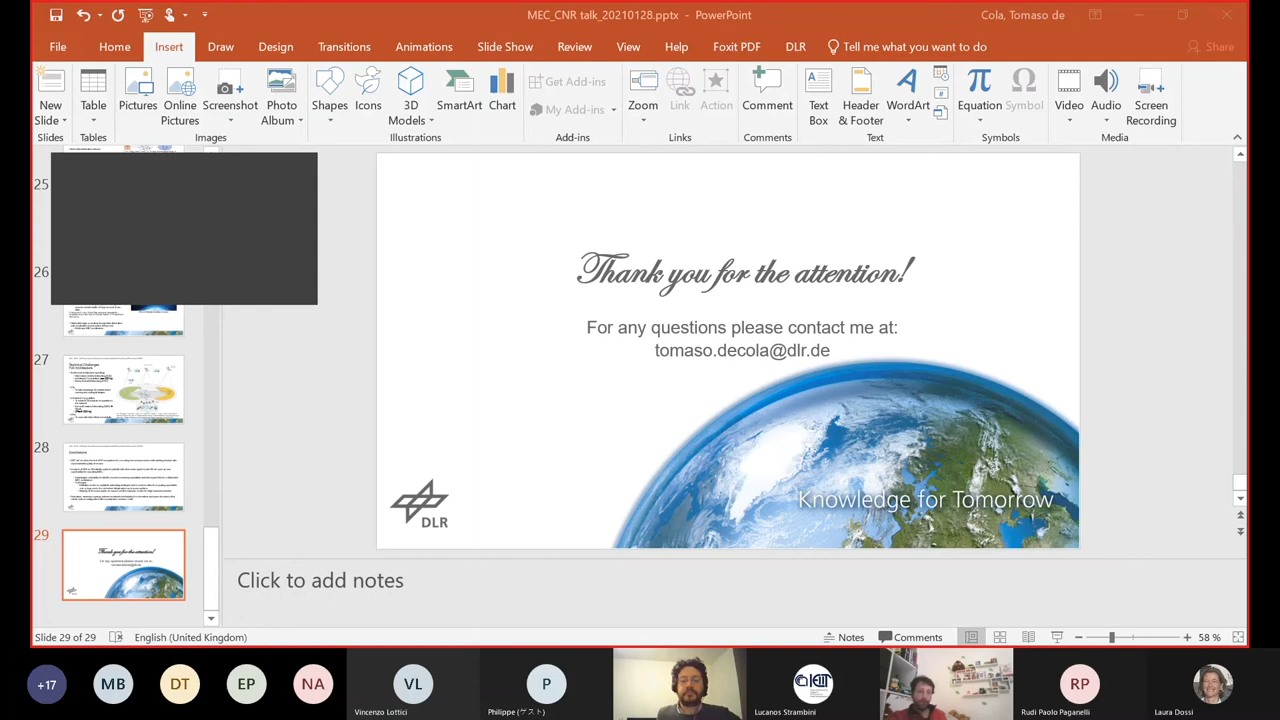 MEC_CNR talk_20210128.pptx - PowerPoint
Cola, Tomaso de
File
Home
Insert
Draw
Design
Transitions
Animations
Slide Show
Review
View
Help
Foxit PDF
DLR
Tell me what you want to do
Share
New
Slide
Table
Pictures
Online
Pictures
Screenshot
Photo
Album
Shapes
Icons
3D
Models
SmartArt
Chart
Get Add-ins
My Add-ins
Zoom
Link
Action
Comment
Text
Box
Header
& Footer
WordArt
Equation
Symbol
Video
Audio
Screen
Recording
Slides
Tables
Images
Illustrations
Add-ins
Links
Comments
Text
Symbols
Media
25
26
27
28
29
Thank you for the attention!
For any questions please contact me at:
tomaso.decola@dlr.de
Knowledge for Tomorrow
DLR
Click to add notes
Slide 29 of 29
English (United Kingdom)
Notes
Comments
58 %
+17
MB
DT
EP
NA
VL
Vincenzo Lottici
P
Philippe (ゲスト)
Lucanos Strambini
RP
Rudi Paolo Paganelli
Laura Dossi